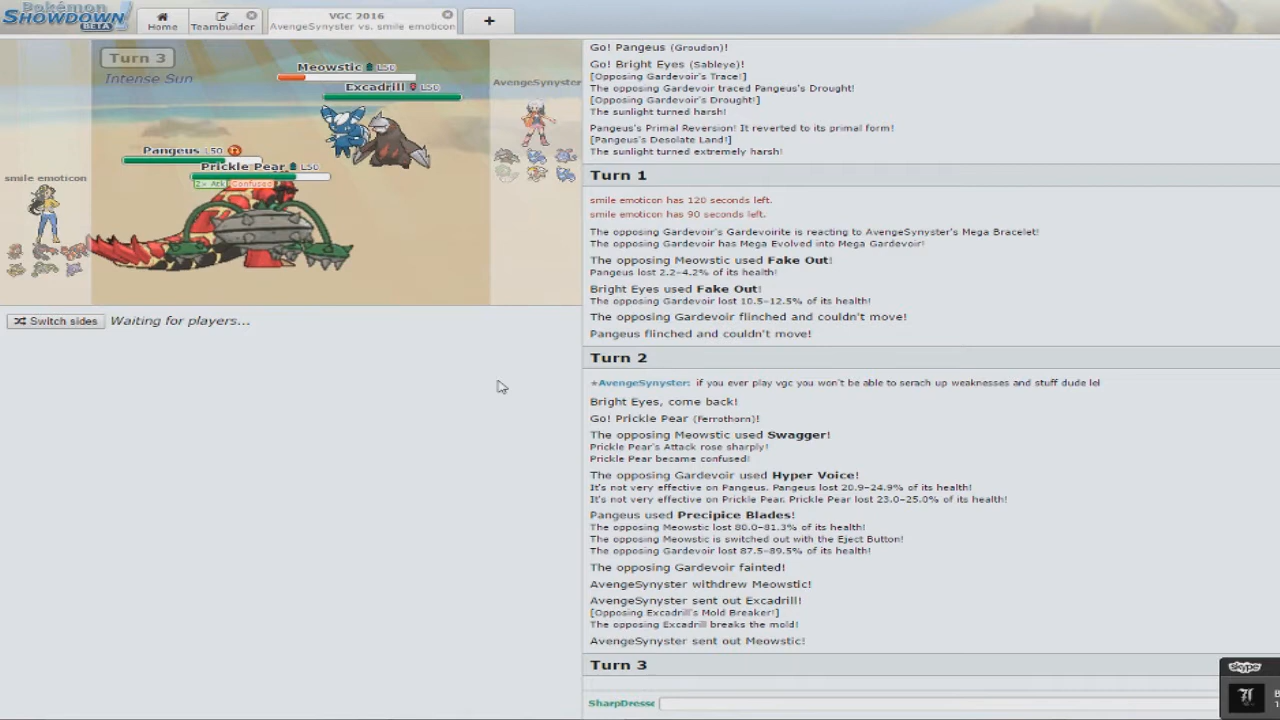 Pokémon
SHOWDOWN
BETA
Home
Teambuilder
VGC 2016
AvengeSynyster vs. smile emoticon
+
Turn 3
Intense Sun
Meowstic L50
Excadrill L50
Pangeus L50
Prickle Pear L50
2× Atk Confused
smile emoticon
AvengeSynyster
Switch sides
Waiting for players...
Go! Pangeus (Groudon)!
Go! Bright Eyes (Sableye)!
[Opposing Gardevoir's Trace!]
The opposing Gardevoir traced Pangeus's Drought!
[Opposing Gardevoir's Drought!]
The sunlight turned harsh!
Pangeus's Primal Reversion! It reverted to its primal form!
[Pangeus's Desolate Land!]
The sunlight turned extremely harsh!
Turn 1
smile emoticon has 120 seconds left.
smile emoticon has 90 seconds left.
The opposing Gardevoir's Gardevoirite is reacting to AvengeSynyster's Mega Bracelet!
The opposing Gardevoir has Mega Evolved into Mega Gardevoir!
The opposing Meowstic used Fake Out!
Pangeus lost 2.2–4.2% of its health!
Bright Eyes used Fake Out!
The opposing Gardevoir lost 10.5–12.5% of its health!
The opposing Gardevoir flinched and couldn't move!
Pangeus flinched and couldn't move!
Turn 2
★AvengeSynyster: if you ever play vgc you won't be able to serach up weaknesses and stuff dude lel
Bright Eyes, come back!
Go! Prickle Pear (Ferrothorn)!
The opposing Meowstic used Swagger!
Prickle Pear's Attack rose sharply!
Prickle Pear became confused!
The opposing Gardevoir used Hyper Voice!
It's not very effective on Pangeus. Pangeus lost 20.9–24.9% of its health!
It's not very effective on Prickle Pear. Prickle Pear lost 23.0–25.0% of its health!
Pangeus used Precipice Blades!
The opposing Meowstic lost 80.0–81.3% of its health!
The opposing Meowstic is switched out with the Eject Button!
The opposing Gardevoir lost 87.5–89.5% of its health!
The opposing Gardevoir fainted!
AvengeSynyster withdrew Meowstic!
AvengeSynyster sent out Excadrill!
[Opposing Excadrill's Mold Breaker!]
The opposing Excadrill breaks the mold!
AvengeSynyster sent out Meowstic!
Turn 3
SharpDresse
skype